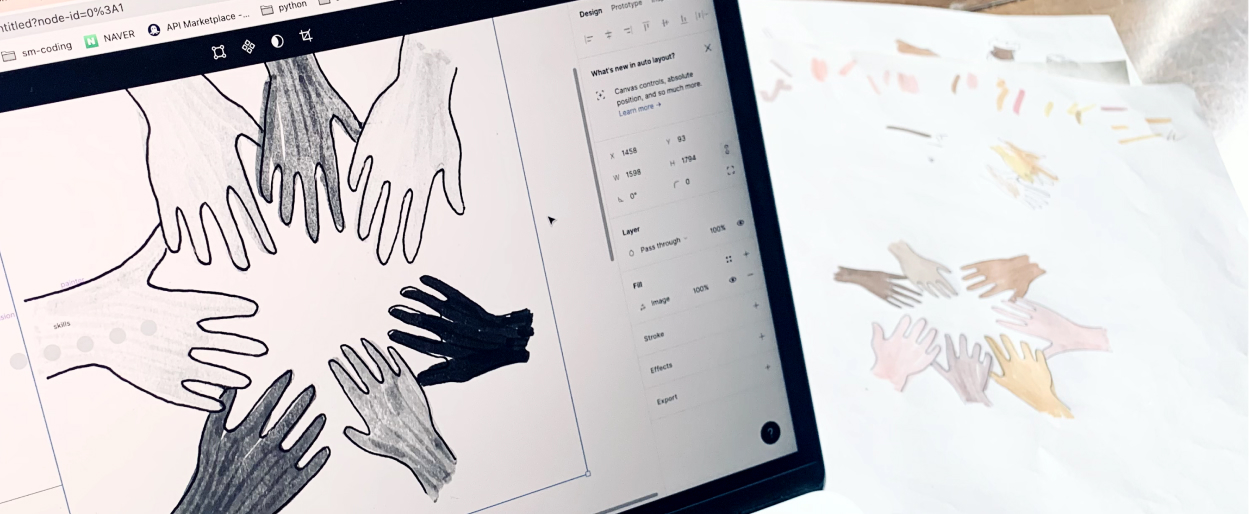 ntitled?node-id=0%3A1
sm-coding
NAVER
API Marketplace -...
python
Design
Prototype
What's new in auto layout?
Canvas controls, absolute
position, and so much more.
Learn more →
X 1458
Y 93
W 1598
H 1794
0°
0
Layer
Pass through
100%
Fill
Image
100%
Stroke
Effects
Export
?
skills